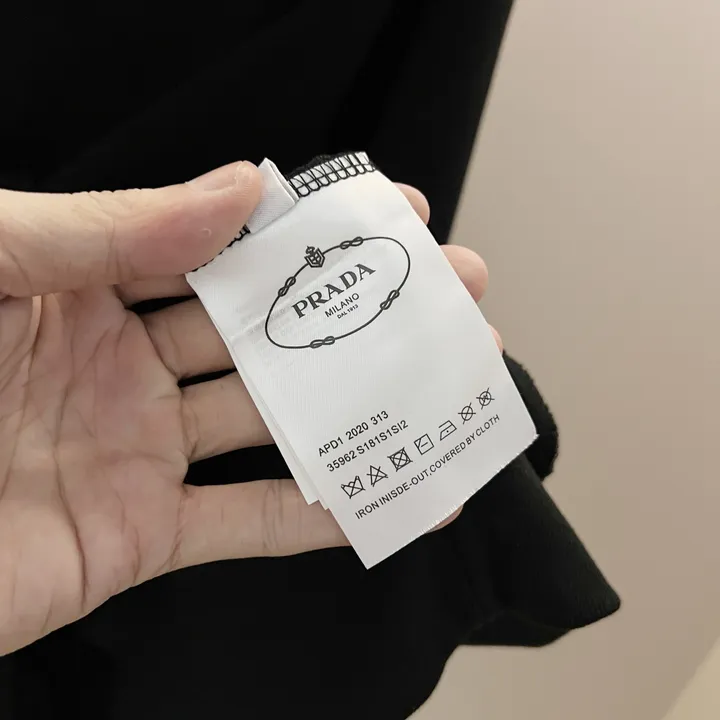 PRADA
MILANO
DAL 1913
APD1 2020 313
35962 S181S1SI2
IRON INISDE-OUT.COVERED BY CLOTH